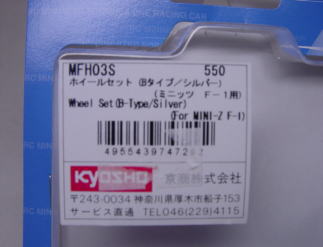 MFH03S 550
ホイールセット (Bタイプ／シルバー)
(ミニッツ F-1用)
Wheel Set(B-Type/Silver)
(For MINI-Z F-1)
KYOSHO 京商株式会社
〒243-0034 神奈川県厚木市船子153
サービス直通 TEL046(229)4115